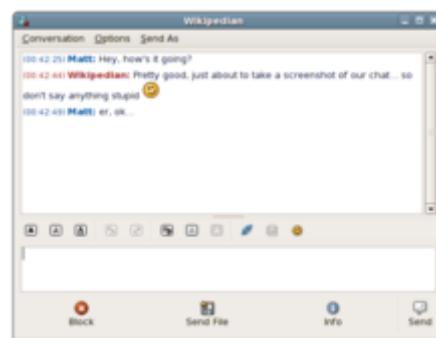 Wikipedian
Conversation Options Send As
(00:42:25) Matt: Hey, how's it going?
(00:42:44) Wikipedian: Pretty good, just about to take a screenshot of our chat... so
don't say anything stupid
(00:42:49) Matt: er, ok...
Block Send File Info Send